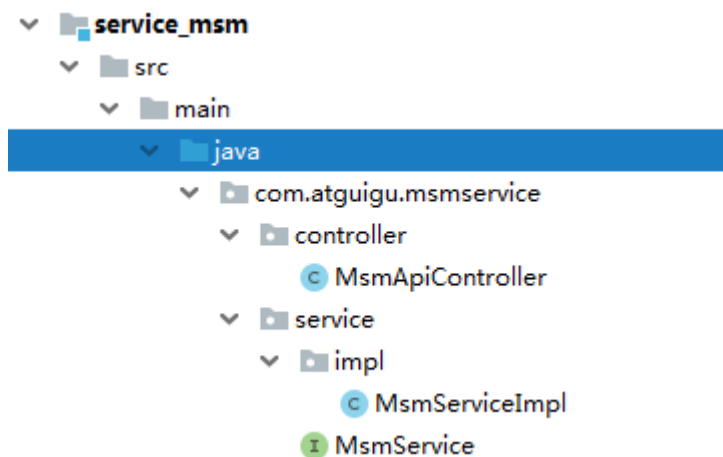 service_msm
src
main
java
com.atguigu.msmservice
controller
C MsmApiController
service
impl
C MsmServiceImpl
I MsmService